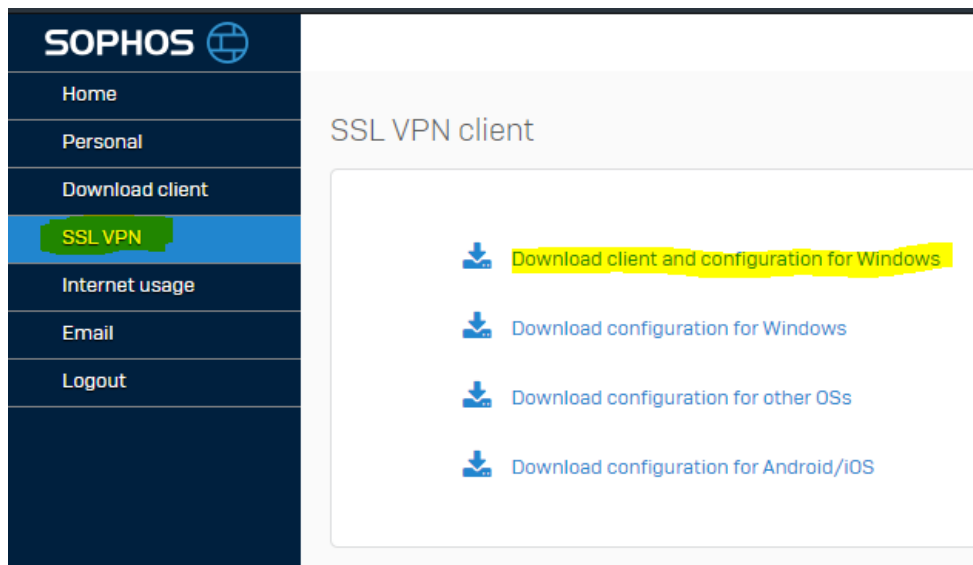 SOPHOS
Home
Personal
Download client
SSL VPN
Internet usage
Email
Logout
SSL VPN client
Download client and configuration for Windows
Download configuration for Windows
Download configuration for other OSs
Download configuration for Android/iOS